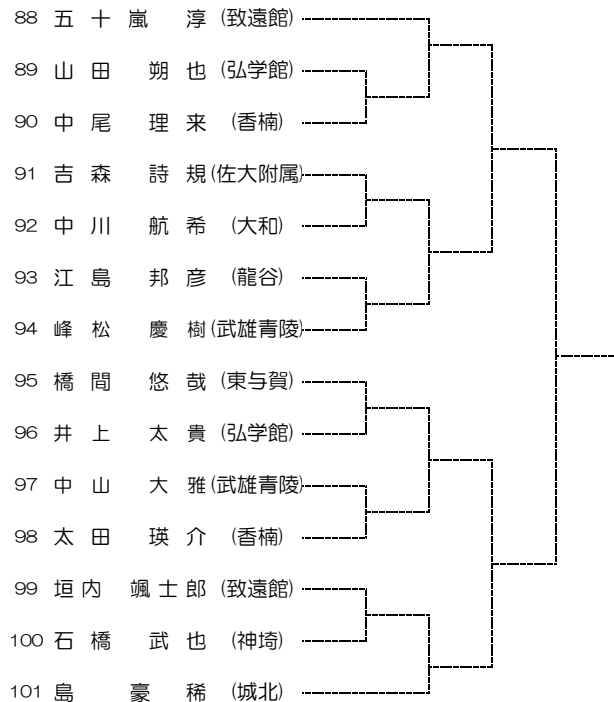 88 五十嵐 淳 (致遠館)
89 山田 朔也 (弘学館)
90 中尾 理来 (香楠)
91 吉森 詩規 (佐大附属)
92 中川 航希 (大和)
93 江島 邦彦 (龍谷)
94 峰松 慶樹 (武雄青陵)
95 橋間 悠哉 (東与賀)
96 井上 太貴 (弘学館)
97 中山 大雅 (武雄青陵)
98 太田 瑛介 (香楠)
99 垣内 颯士郎 (致遠館)
100 石橋 武也 (神埼)
101 島 豪稀 (城北)